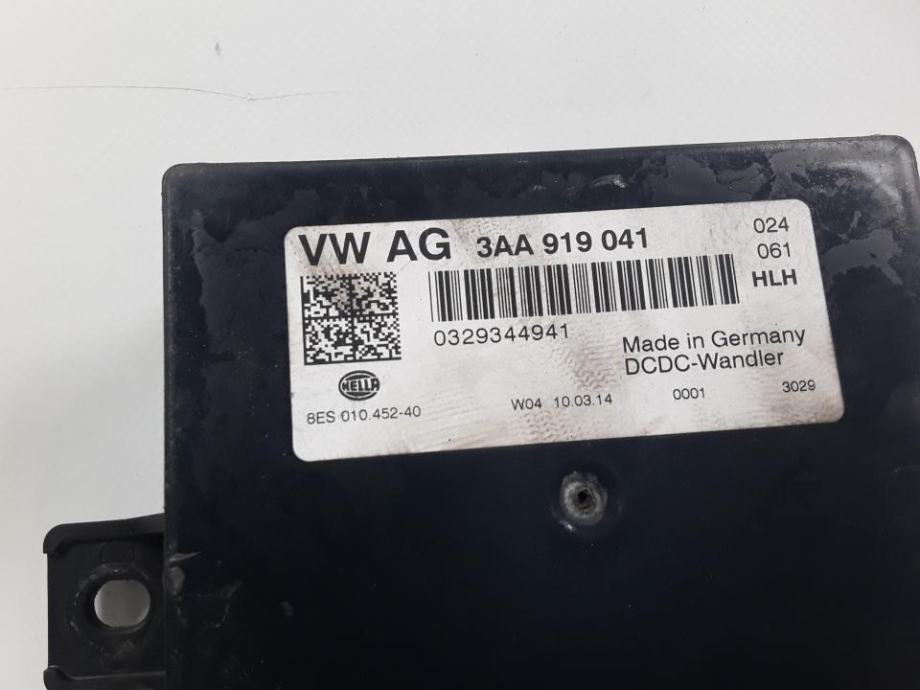 VW AG 3AA 919 041
024
061
HLH
0329344941
Made in Germany
DCDC-Wandler
HELLA
8ES 010.452-40
W04 10.03.14 0001 3029